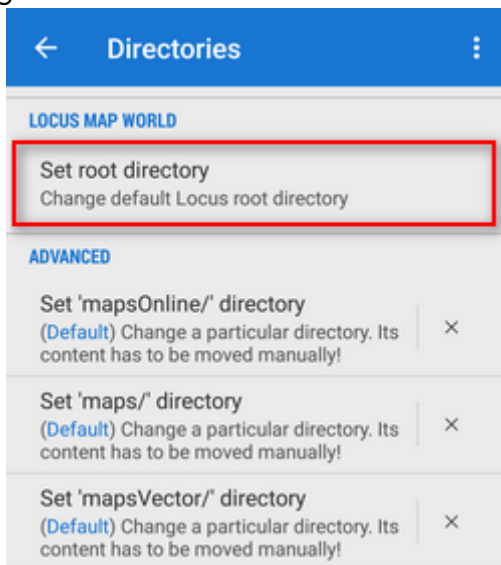 Directories
LOCUS MAP WORLD
Set root directory
Change default Locus root directory
ADVANCED
Set 'mapsOnline/' directory
(Default) Change a particular directory. Its
content has to be moved manually!
Set 'maps/' directory
(Default) Change a particular directory. Its
content has to be moved manually!
Set 'mapsVector/' directory
(Default) Change a particular directory. Its
content has to be moved manually!